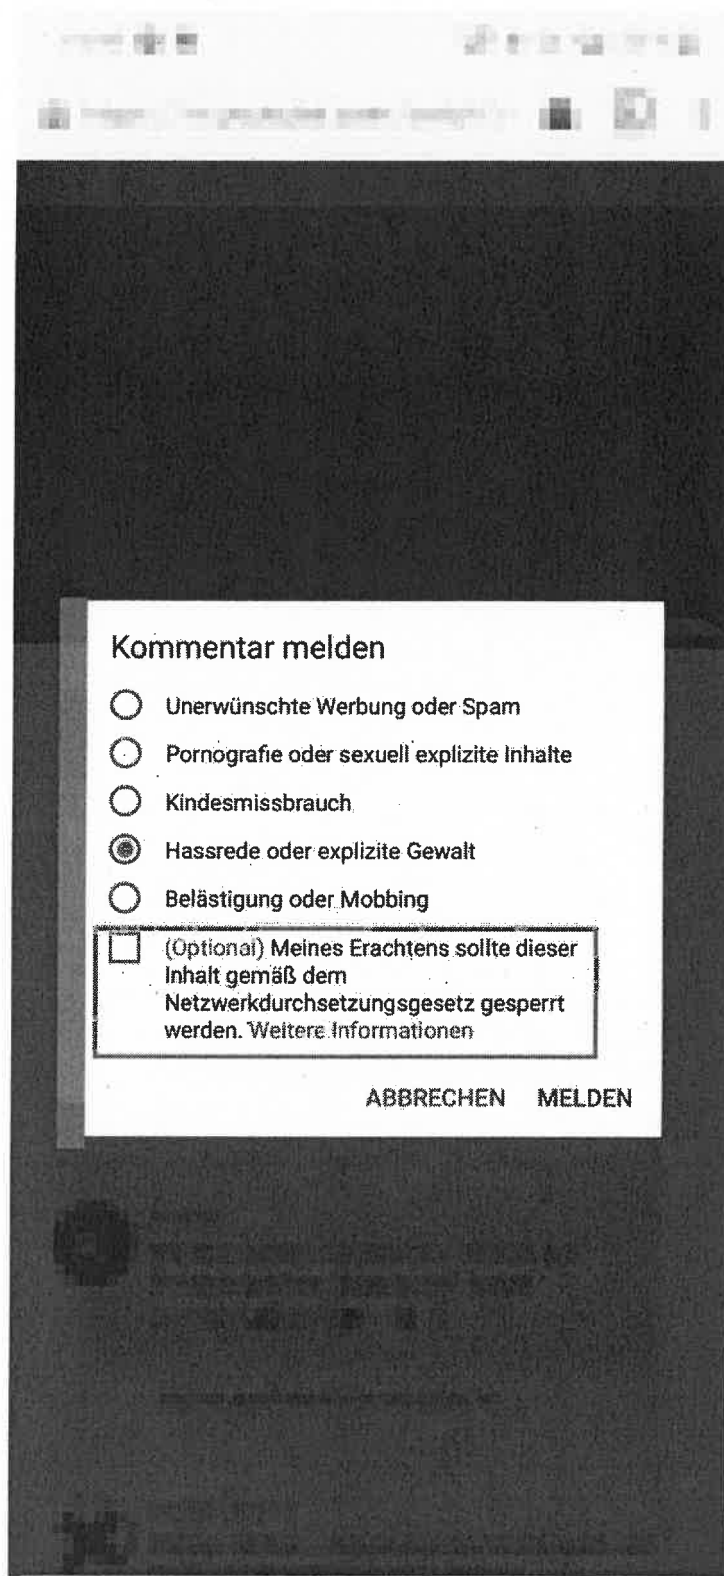 Kommentar melden
Unerwünschte Werbung oder Spam
Pornografie oder sexuell explizite Inhalte
Kindesmissbrauch
Hassrede oder explizite Gewalt
Belästigung oder Mobbing
(Optional) Meines Erachtens sollte dieser
Inhalt gemäß dem
Netzwerkdurchsetzungsgesetz gesperrt
werden. Weitere Informationen
ABBRECHEN MELDEN